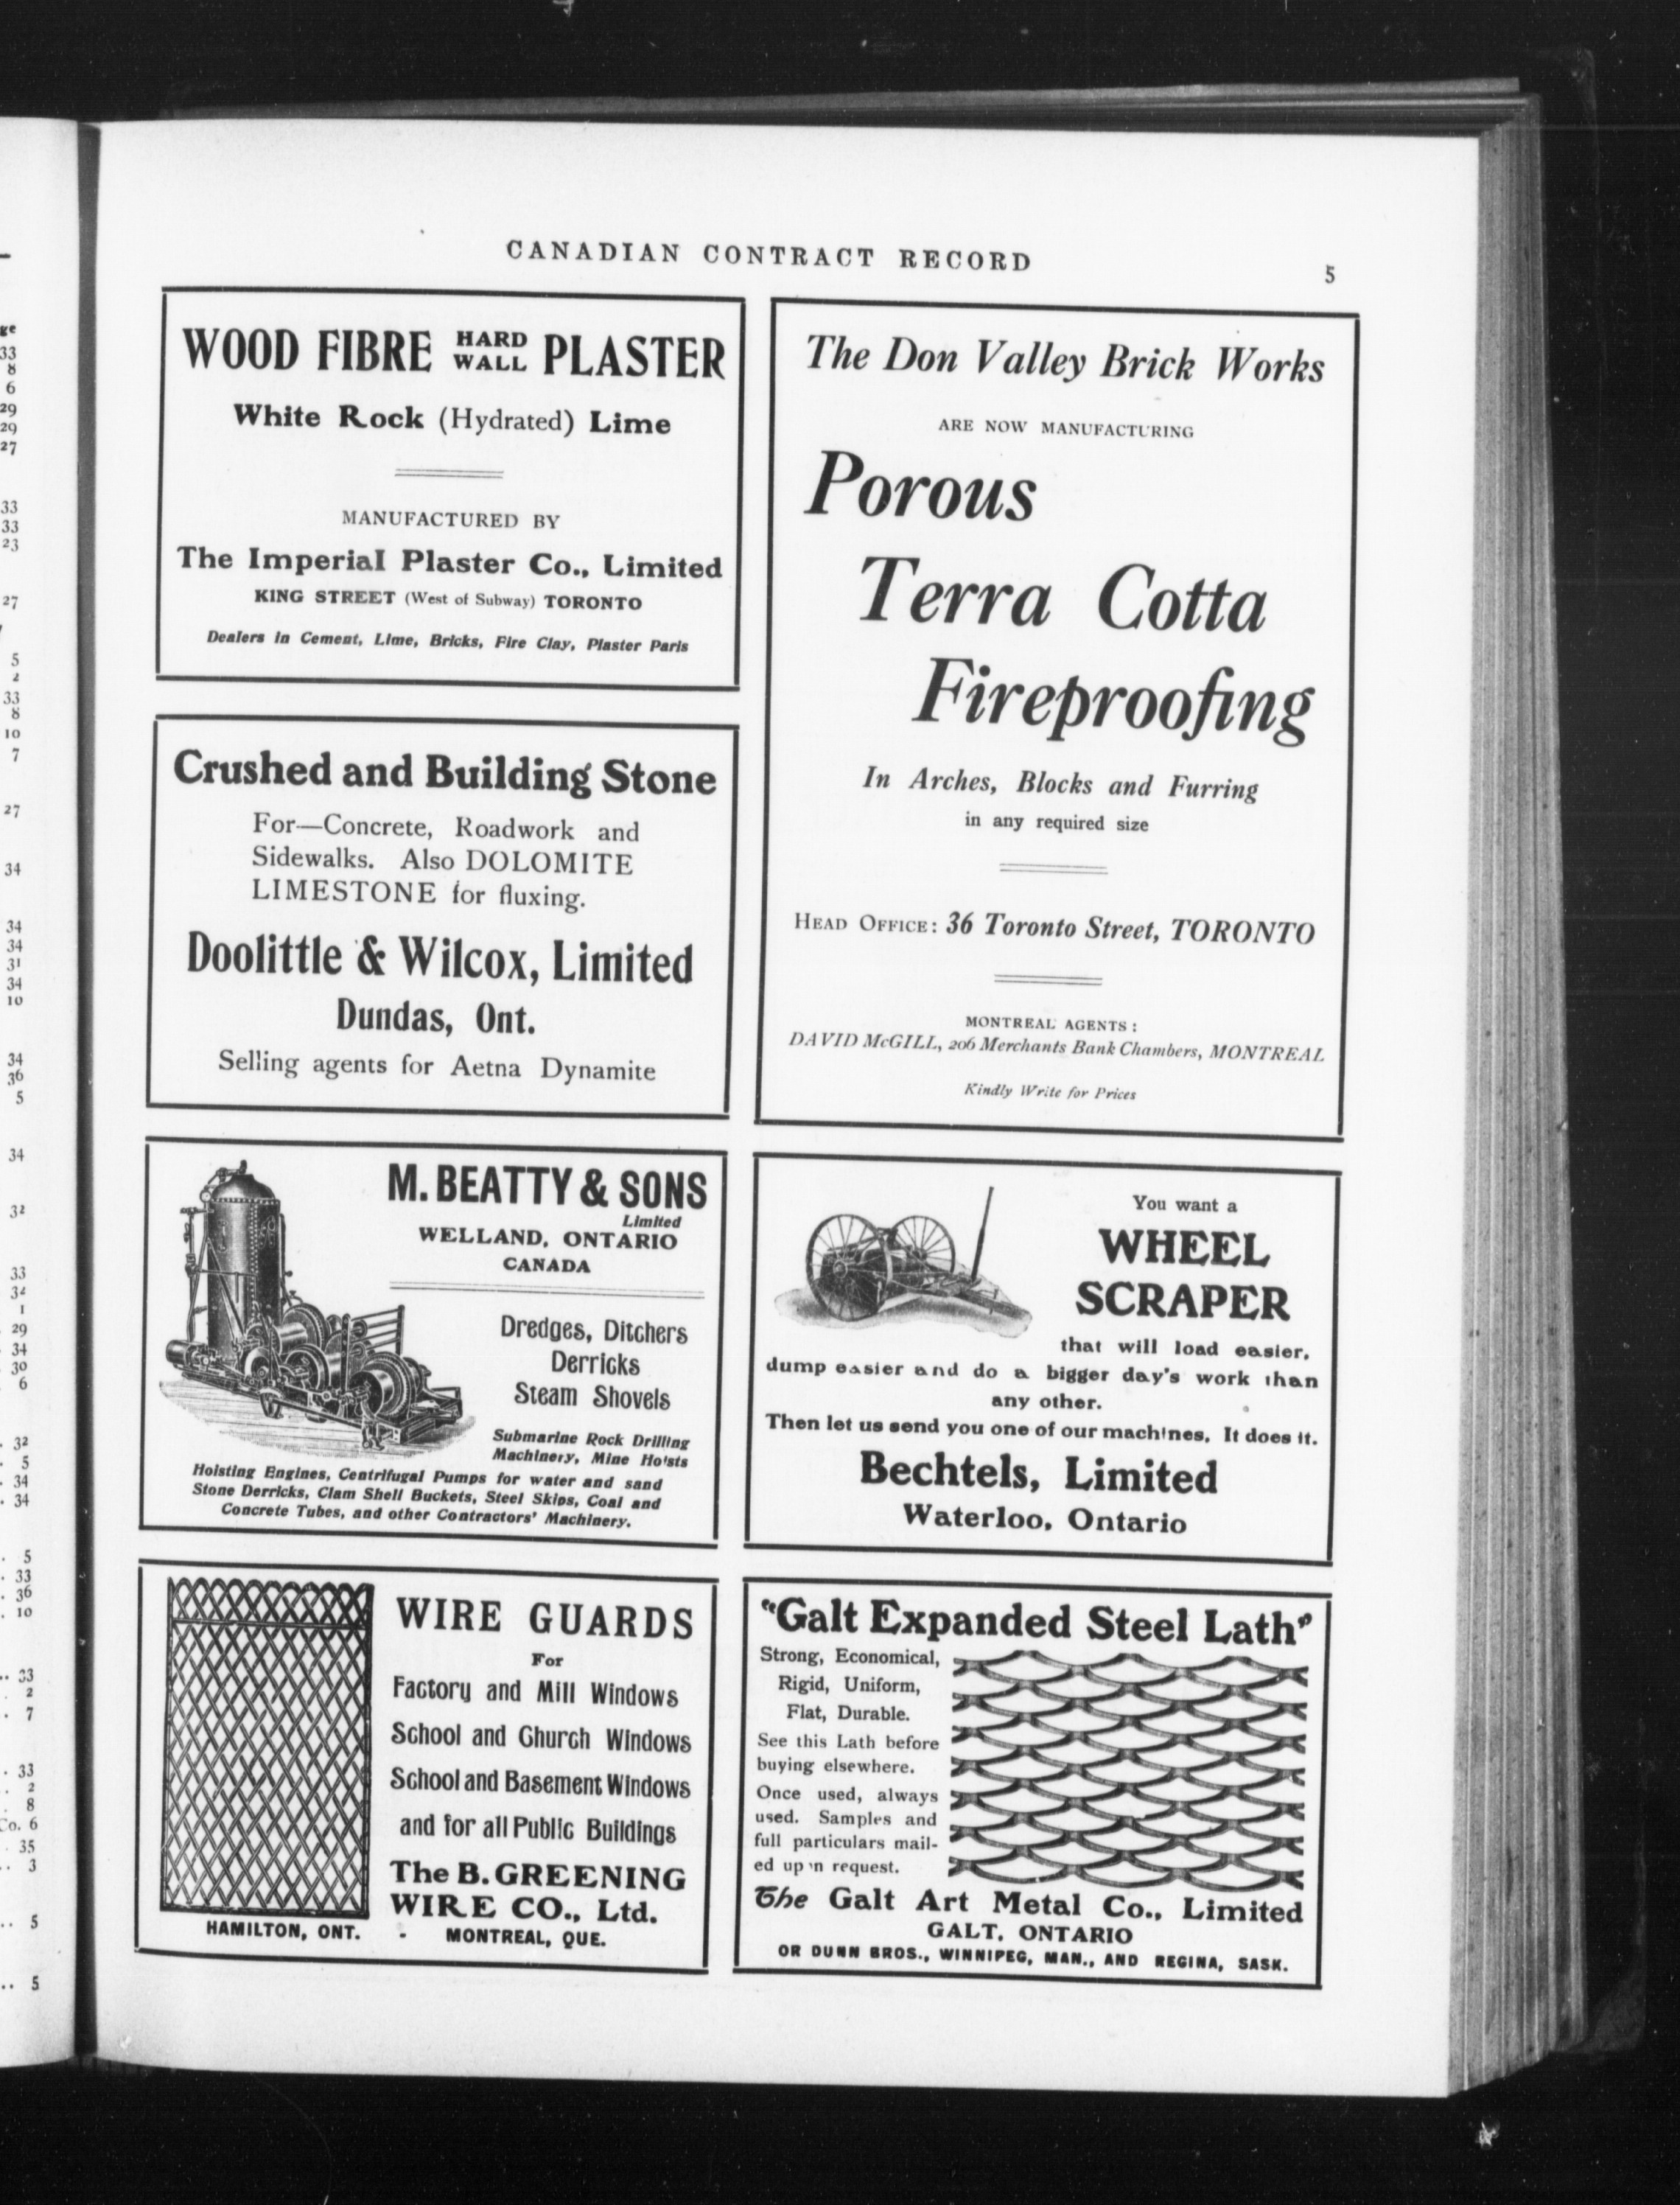 CANADIAN CONTRACT RECORD
5
WOOD FIBRE HARD WALL PLASTER
White Rock (Hydrated) Lime
MANUFACTURED BY
The Imperial Plaster Co., Limited
KING STREET (West of Subway) TORONTO
Dealers in Cement, Lime, Bricks, Fire Clay, Plaster Paris
Crushed and Building Stone
For—Concrete, Roadwork and
Sidewalks. Also DOLOMITE
LIMESTONE for fluxing.
Doolittle & Wilcox, Limited
Dundas, Ont.
Selling agents for Aetna Dynamite
The Don Valley Brick Works
ARE NOW MANUFACTURING
Porous
Terra Cotta
Fireproofing
In Arches, Blocks and Furring
in any required size
HEAD OFFICE: 36 Toronto Street, TORONTO
MONTREAL AGENTS:
DAVID McGILL, 206 Merchants Bank Chambers, MONTREAL
Kindly Write for Prices
M. BEATTY & SONS
Limited
WELLAND, ONTARIO
CANADA
Dredges, Ditchers
Derricks
Steam Shovels
Submarine Rock Drilling
Machinery, Mine Hoists
Hoisting Engines, Centrifugal Pumps for water and sand
Stone Derricks, Clam Shell Buckets, Steel Skips, Coal and
Concrete Tubes, and other Contractors' Machinery.
You want a
WHEEL
SCRAPER
that will load easier,
dump easier and do a bigger day's work than
any other.
Then let us send you one of our machines. It does it.
Bechtels, Limited
Waterloo, Ontario
WIRE GUARDS
For
Factory and Mill Windows
School and Church Windows
School and Basement Windows
and for all Public Buildings
The B. GREENING
WIRE CO., Ltd.
HAMILTON, ONT. - MONTREAL, QUE.
"Galt Expanded Steel Lath"
Strong, Economical,
Rigid, Uniform,
Flat, Durable.
See this Lath before
buying elsewhere.
Once used, always
used. Samples and
full particulars mail-
ed upon request.
The Galt Art Metal Co., Limited
GALT, ONTARIO
OR DUNN BROS., WINNIPEG, MAN., AND REGINA, SASK.